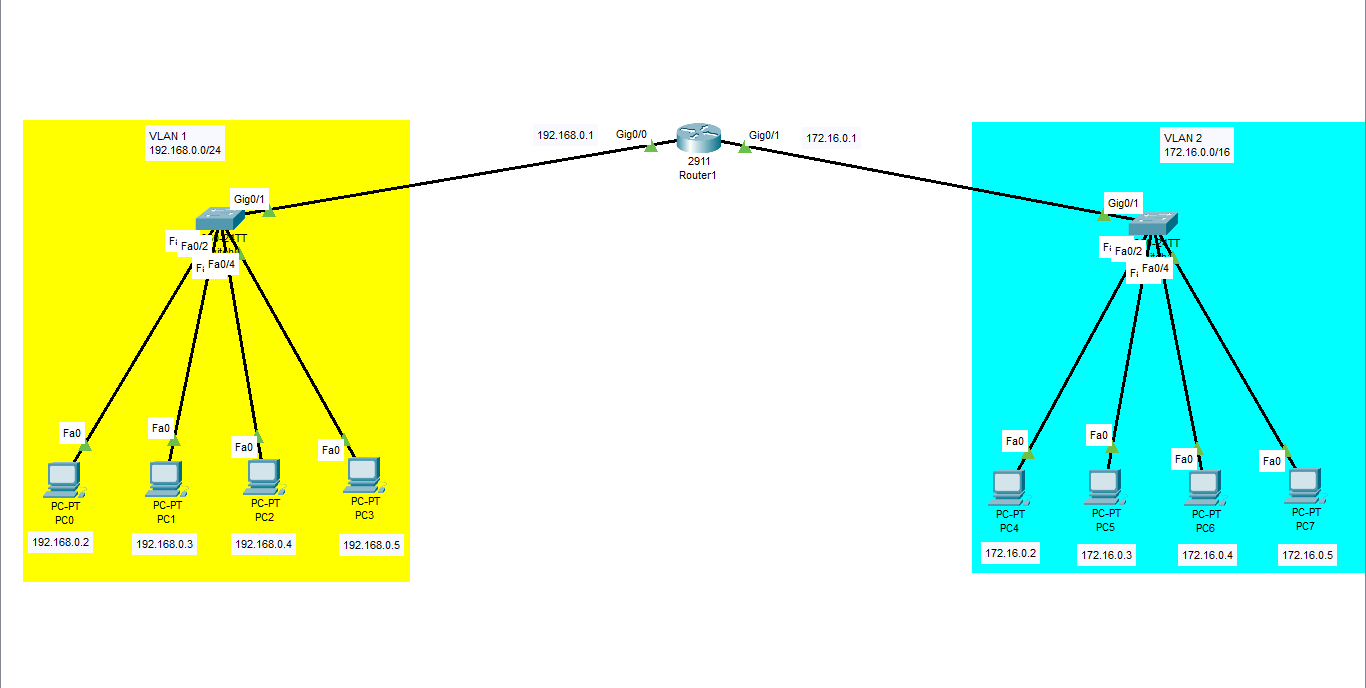 VLAN 1
192.168.0.0/24
192.168.0.1
Gig0/0
2911
Router1
Gig0/1
172.16.0.1
VLAN 2
172.16.0.0/16
Gig0/1
Fa0/2
Fa0/4
Gig0/1
Fa0/2
Fa0/4
Fa0
Fa0
Fa0
Fa0
PC-PT
PC0
PC-PT
PC1
PC-PT
PC2
PC-PT
PC3
192.168.0.2
192.168.0.3
192.168.0.4
192.168.0.5
Fa0
Fa0
Fa0
Fa0
PC-PT
PC4
PC-PT
PC5
PC-PT
PC6
PC-PT
PC7
172.16.0.2
172.16.0.3
172.16.0.4
172.16.0.5